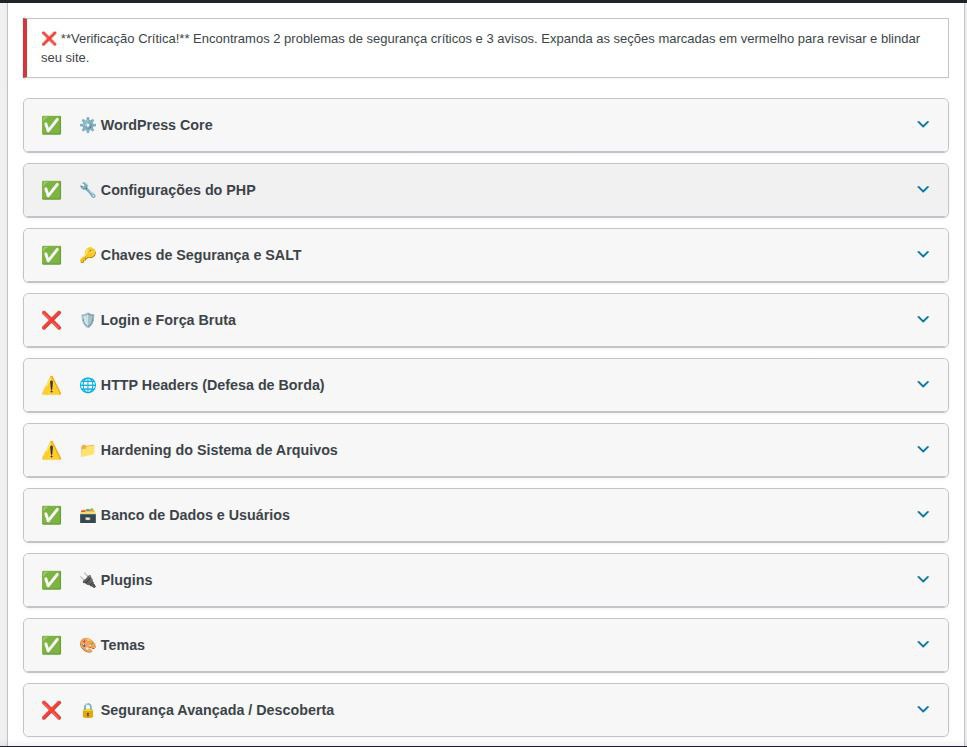 ❌ **Verificação Crítica!** Encontramos 2 problemas de segurança críticos e 3 avisos. Expanda as seções marcadas em vermelho para revisar e blindar
seu site.
✅ ⚙️ WordPress Core
✅ 🔧 Configurações do PHP
✅ 🔑 Chaves de Segurança e SALT
❌ 🛡️ Login e Força Bruta
⚠️ 🌐 HTTP Headers (Defesa de Borda)
⚠️ 📁 Hardening do Sistema de Arquivos
✅ 🗃️ Banco de Dados e Usuários
✅ 🔌 Plugins
✅ 🎨 Temas
❌ 🔒 Segurança Avançada / Descoberta